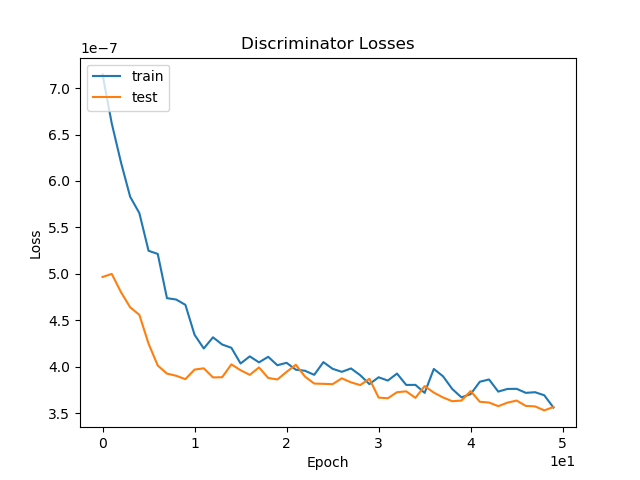 Discriminator Losses
1e−7
train
test
7.0
6.5
6.0
5.5
5.0
4.5
4.0
3.5
Loss
0 1 2 3 4 5
1e1
Epoch